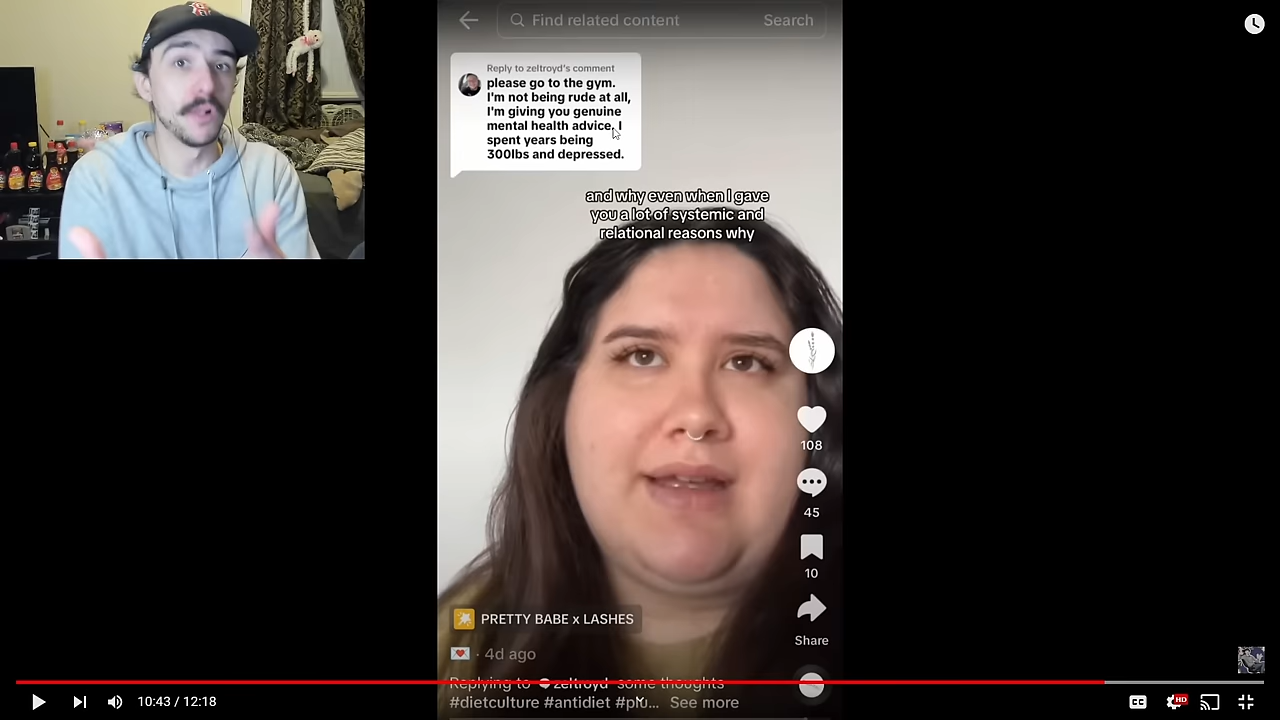 Find related content
Search
Reply to zeltroyd's comment
please go to the gym.
I'm not being rude at all,
I'm giving you genuine
mental health advice. I
spent years being
300lbs and depressed.
and why even when I gave
you a lot of systemic and
relational reasons why
108
45
10
Share
PRETTY BABE x LASHES
· 4d ago
Replying to zeltroyd some thoughts
#dietculture #antidiet #plu... See more
10:43 / 12:18
CC
HD